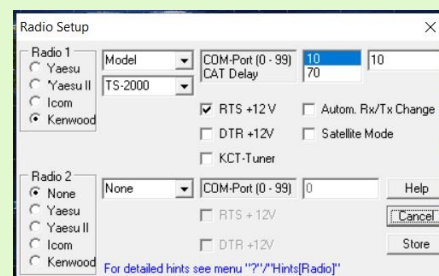 Radio Setup
Radio 1
Yaesu
"Yaesu II
Icom
Kenwood
Model
TS-2000
COM-Port (0 - 99)
CAT Delay
10
70
10
RTS +12 V
Autom. Rx/Tx Change
DTR +12V
Satellite Mode
KCT-Tuner
Radio 2
None
Yaesu
Yaesu II
Icom
Kenwood
None
COM-Port (0 - 99)
0
Help
RTS + 12V
Cancel
DTR +12V
Store
For detailed hints see menu "?"/"Hints[Radio]"